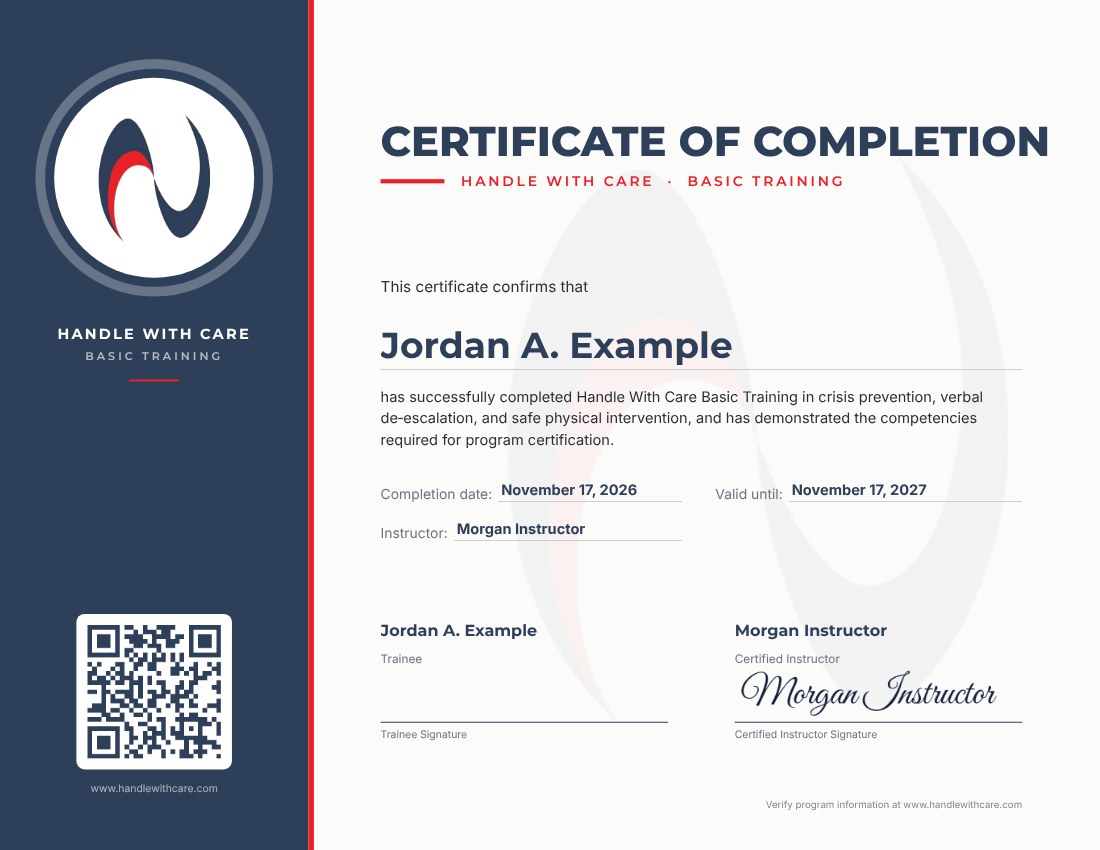 HANDLE WITH CARE
BASIC TRAINING
www.handlewithcare.com
CERTIFICATE OF COMPLETION
HANDLE WITH CARE · BASIC TRAINING
This certificate confirms that
Jordan A. Example
has successfully completed Handle With Care Basic Training in crisis prevention, verbal
de-escalation, and safe physical intervention, and has demonstrated the competencies
required for program certification.
Completion date: November 17, 2026 Valid until: November 17, 2027
Instructor: Morgan Instructor
Jordan A. Example
Trainee
Trainee Signature
Morgan Instructor
Certified Instructor
Morgan Instructor
Certified Instructor Signature
Verify program information at www.handlewithcare.com